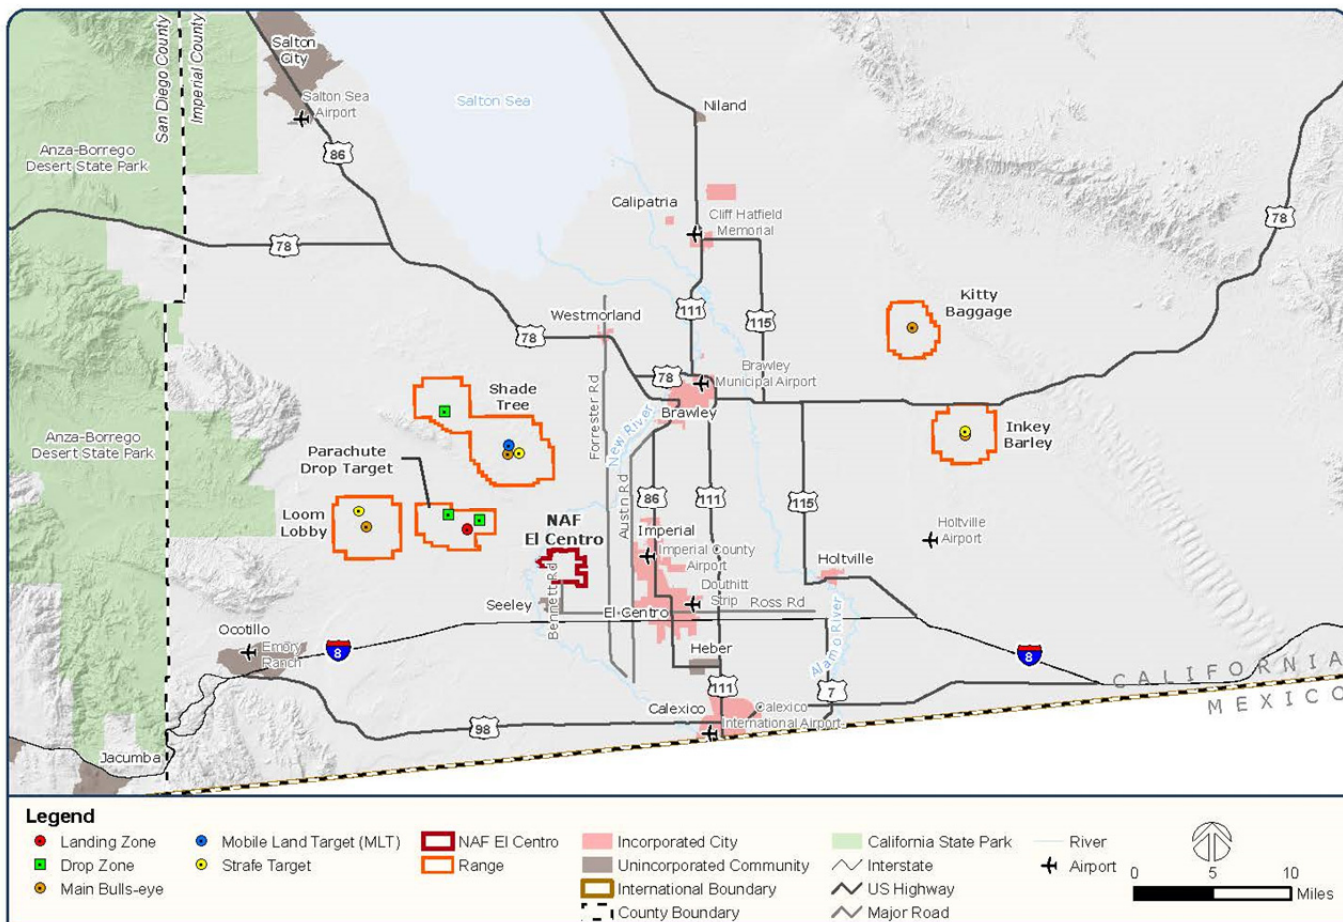 Salton
City
Salton Sea
Airport
San Diego County
Imperial County
Anza-Borrego
Desert State Park
86
78
78
Salton Sea
Niland
Calipatria
Cliff Hatfield
Memorial
111
115
Kitty
Baggage
78
Westmorland
78
78
Brawley
Municipal Airport
Brawley
Shade
Tree
Forrester Rd
New River
Inkey
Barley
Anza-Borrego
Desert State Park
Parachute
Drop Target
Loom
Lobby
NAF
El Centro
Austin Rd
86
111
115
Imperial
Imperial County
Airport
Holtville
Airport
Holtville
Douthitt
Strip
Ross Rd
Seeley
Bennett Rd
El Centro
Ocotillo
Emory
Ranch
8
Heber
Alamo River
8
111
7
CALIFORNIA
MEXICO
Calexico
Calexico
International Airport
98
Jacumba
Legend
Landing Zone
Drop Zone
Main Bulls-eye
Mobile Land Target (MLT)
Strafe Target
NAF El Centro
Range
Incorporated City
Unincorporated Community
International Boundary
County Boundary
California State Park
Interstate
US Highway
Major Road
River
Airport
0 5 10
Miles